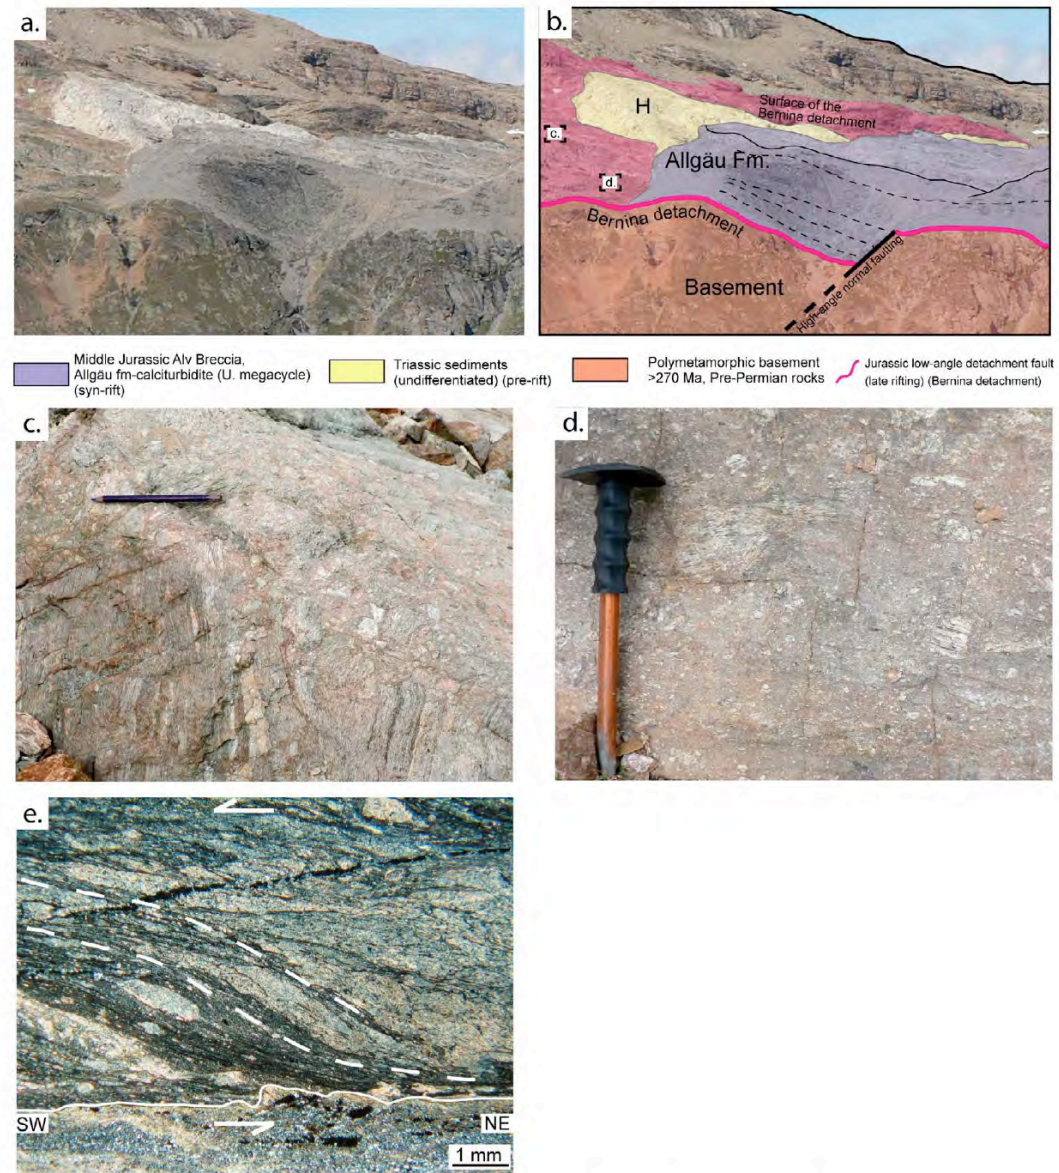 a.
b.
H
Surface of the
Bernina detachment
c.
Allgäu Fm.
d.
Bernina detachment
Basement
High-angle normal faulting
Middle Jurassic Alv Breccia,
Allgäu fm-calciturbidite (U. megacycle)
(syn-rift)
Triassic sediments
(undifferentiated) (pre-rift)
Polymetamorphic basement
>270 Ma, Pre-Permian rocks
Jurassic low-angle detachment fault
(late rifting) (Bernina detachment)
c.
d.
e.
SW
NE
1 mm